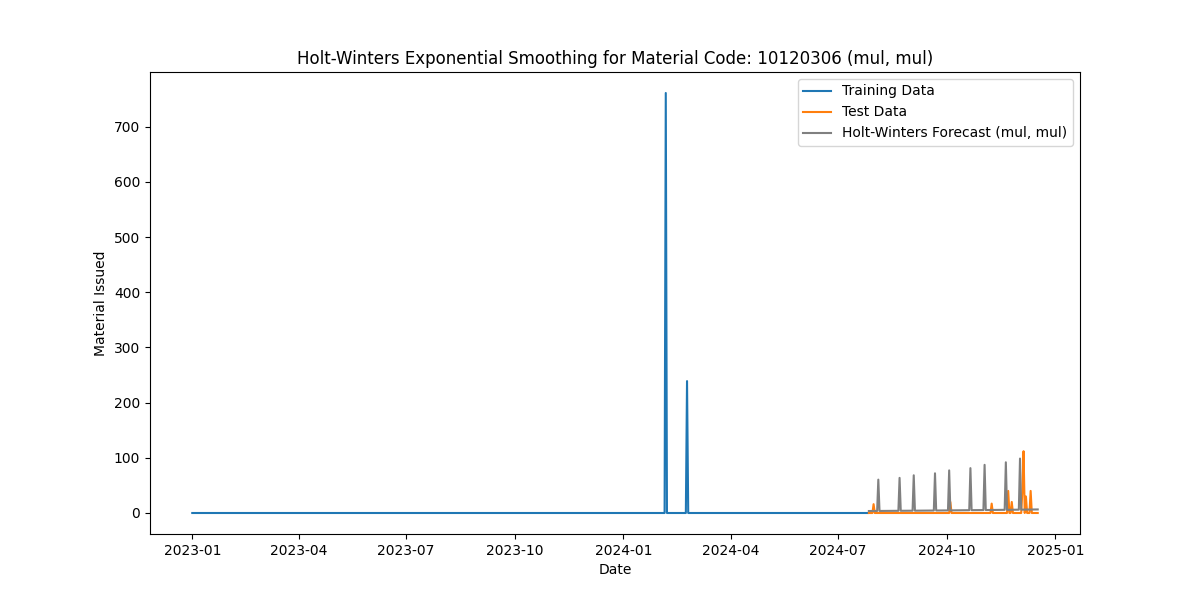 Holt-Winters Exponential Smoothing for Material Code: 10120306 (mul, mul)
Training Data
Test Data
Holt-Winters Forecast (mul, mul)
Material Issued
700
600
500
400
300
200
100
0
2023-01 2023-04 2023-07 2023-10 2024-01 2024-04 2024-07 2024-10 2025-01
Date